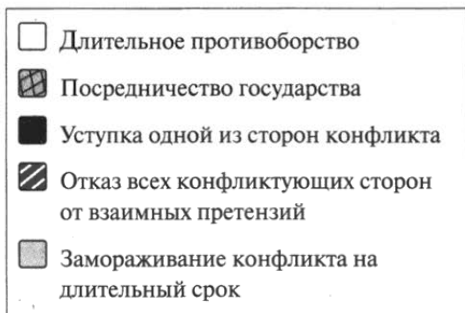 Длительное противоборство
Посредничество государства
Уступка одной из сторон конфликта
Отказ всех конфликтующих сторон
от взаимных претензий
Замораживание конфликта на
длительный срок